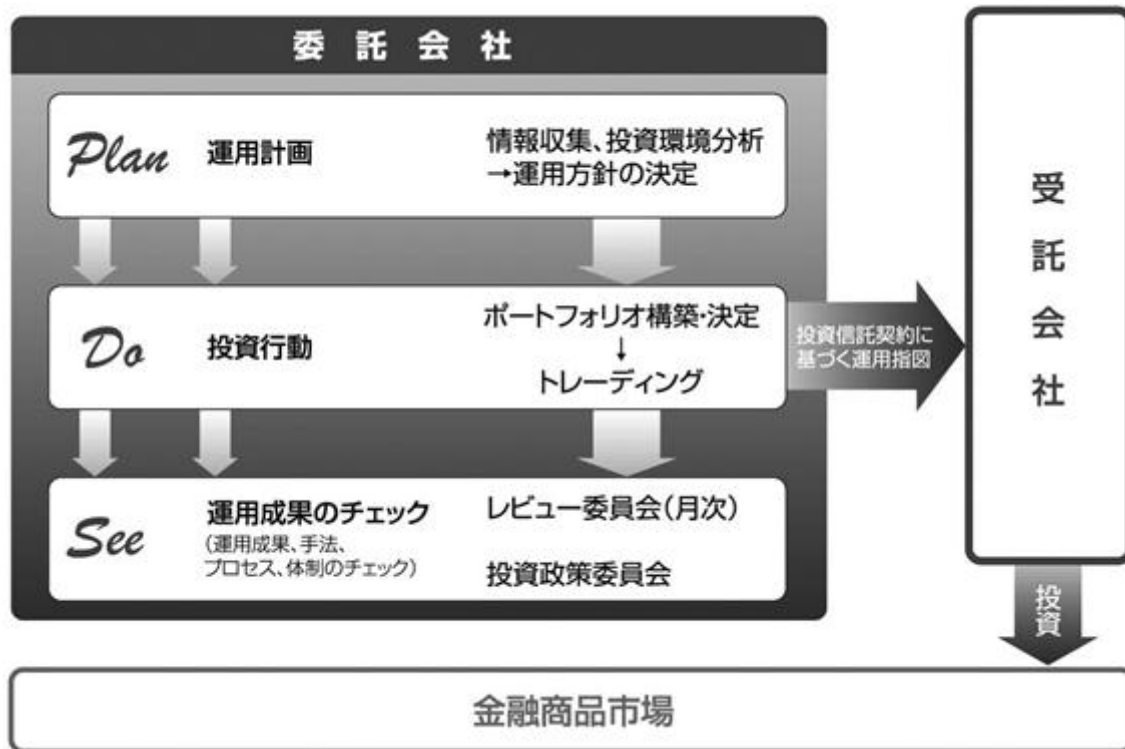 委託会社
Plan
運用計画
情報収集、投資環境分析
→運用方針の決定
Do
投資行動
ポートフォリオ構築・決定
↓
トレーディング
See
運用成果のチェック
(運用成果、手法、
プロセス、体制のチェック)
レビュー委員会(月次)
投資政策委員会
投資信託契約に
基づく運用指図
受託会社
投資
金融商品市場